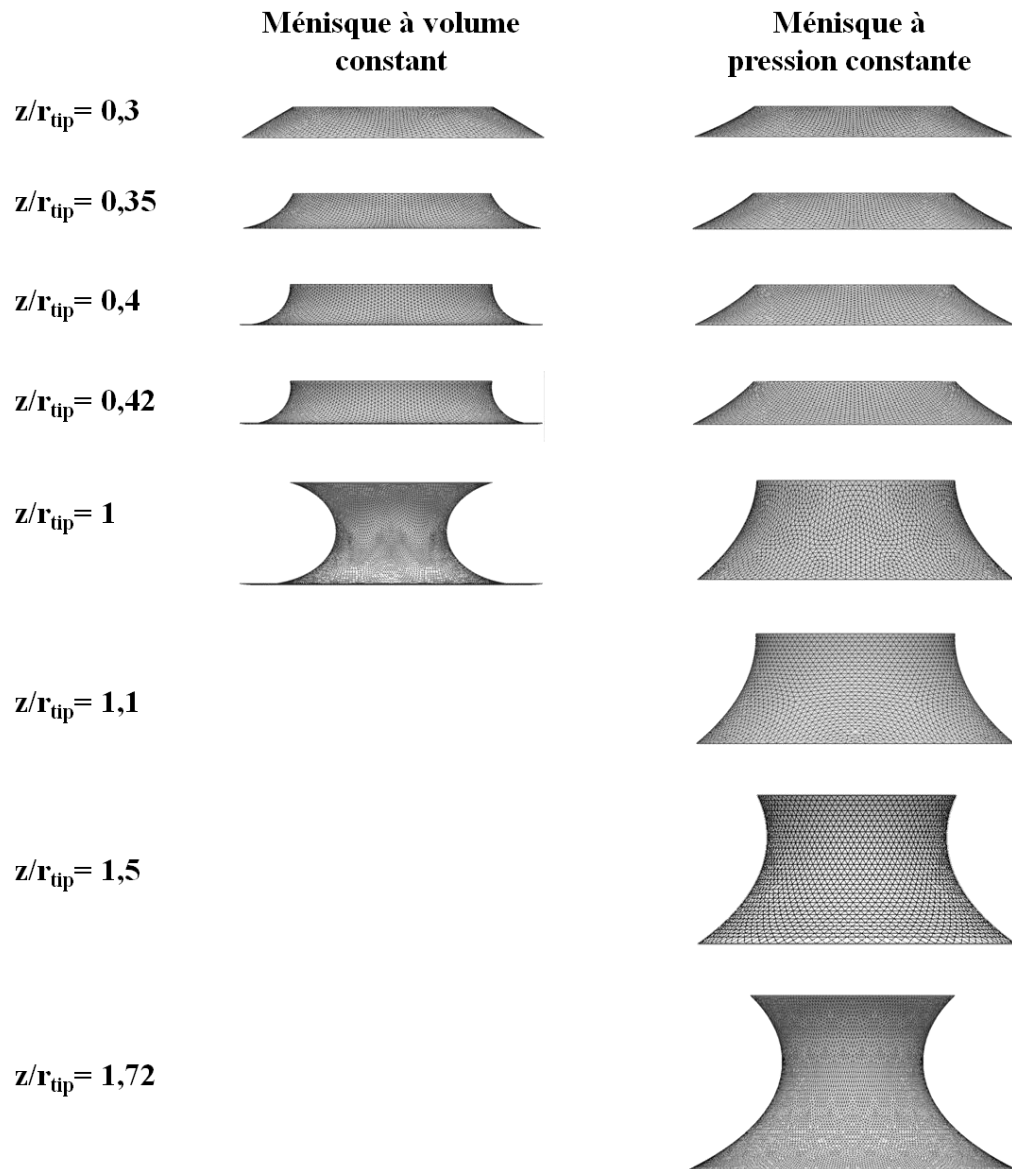 Ménisque à volume
constant
Ménisque à
pression constante
z/rtip= 0,3
z/rtip= 0,35
z/rtip= 0,4
z/rtip= 0,42
z/rtip= 1
z/rtip= 1,1
z/rtip= 1,5
z/rtip= 1,72